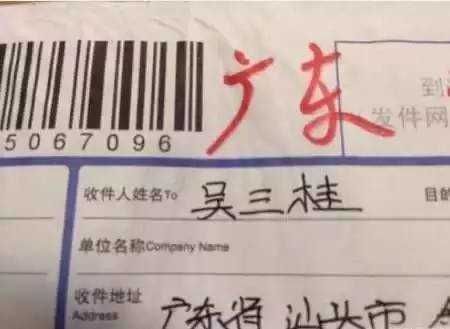 5067096
广东
到
发件网
收件人姓名To 吴三桂 目的
单位名称Company Name
收件地址
Address 广东省 汕头市